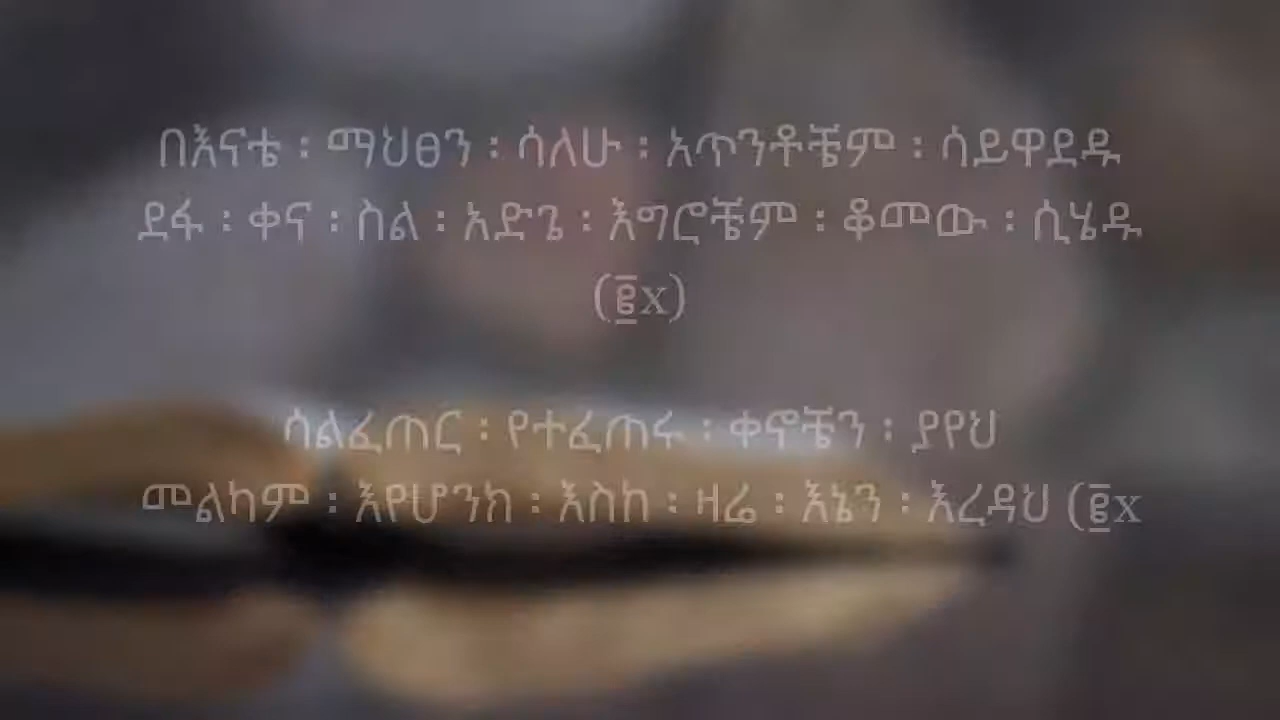 በእናቴ ፡ ማህፀን ፡ ሳለሁ ፡ አጥንቶቼም ፡ ሳይዋደዱ
ደፋ ፡ ቀና ፡ ስል ፡ አድጌ ፡ እግሮቼም ፡ ቆመው ፡ ሲሄዱ
(፪x)
ሳልፈጠር ፡ የተፈጠሩ ፡ ቀኖቼን ፡ ያየህ
መልካም ፡ እየሆንክ ፡ እስከ ፡ ዛሬ ፡ እኔን ፡ እረዳህ (፪x